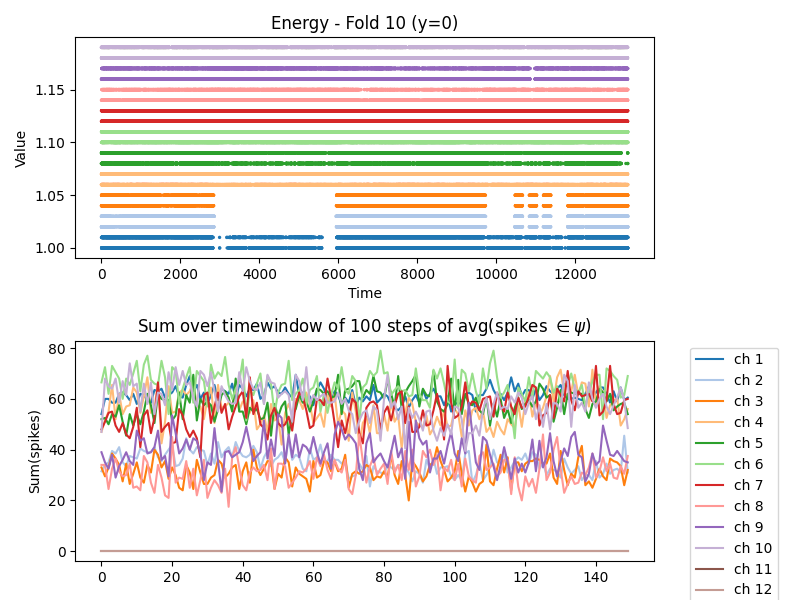 Energy - Fold 10 (y=0)
Value
1.15
1.10
1.05
1.00
0 2000 4000 6000 8000 10000 12000
Time
Sum over timewindow of 100 steps of avg(spikes ∈ ψ)
Sum(spikes)
80
60
40
20
0
0 20 40 60 80 100 120 140
ch 1
ch 2
ch 3
ch 4
ch 5
ch 6
ch 7
ch 8
ch 9
ch 10
ch 11
ch 12